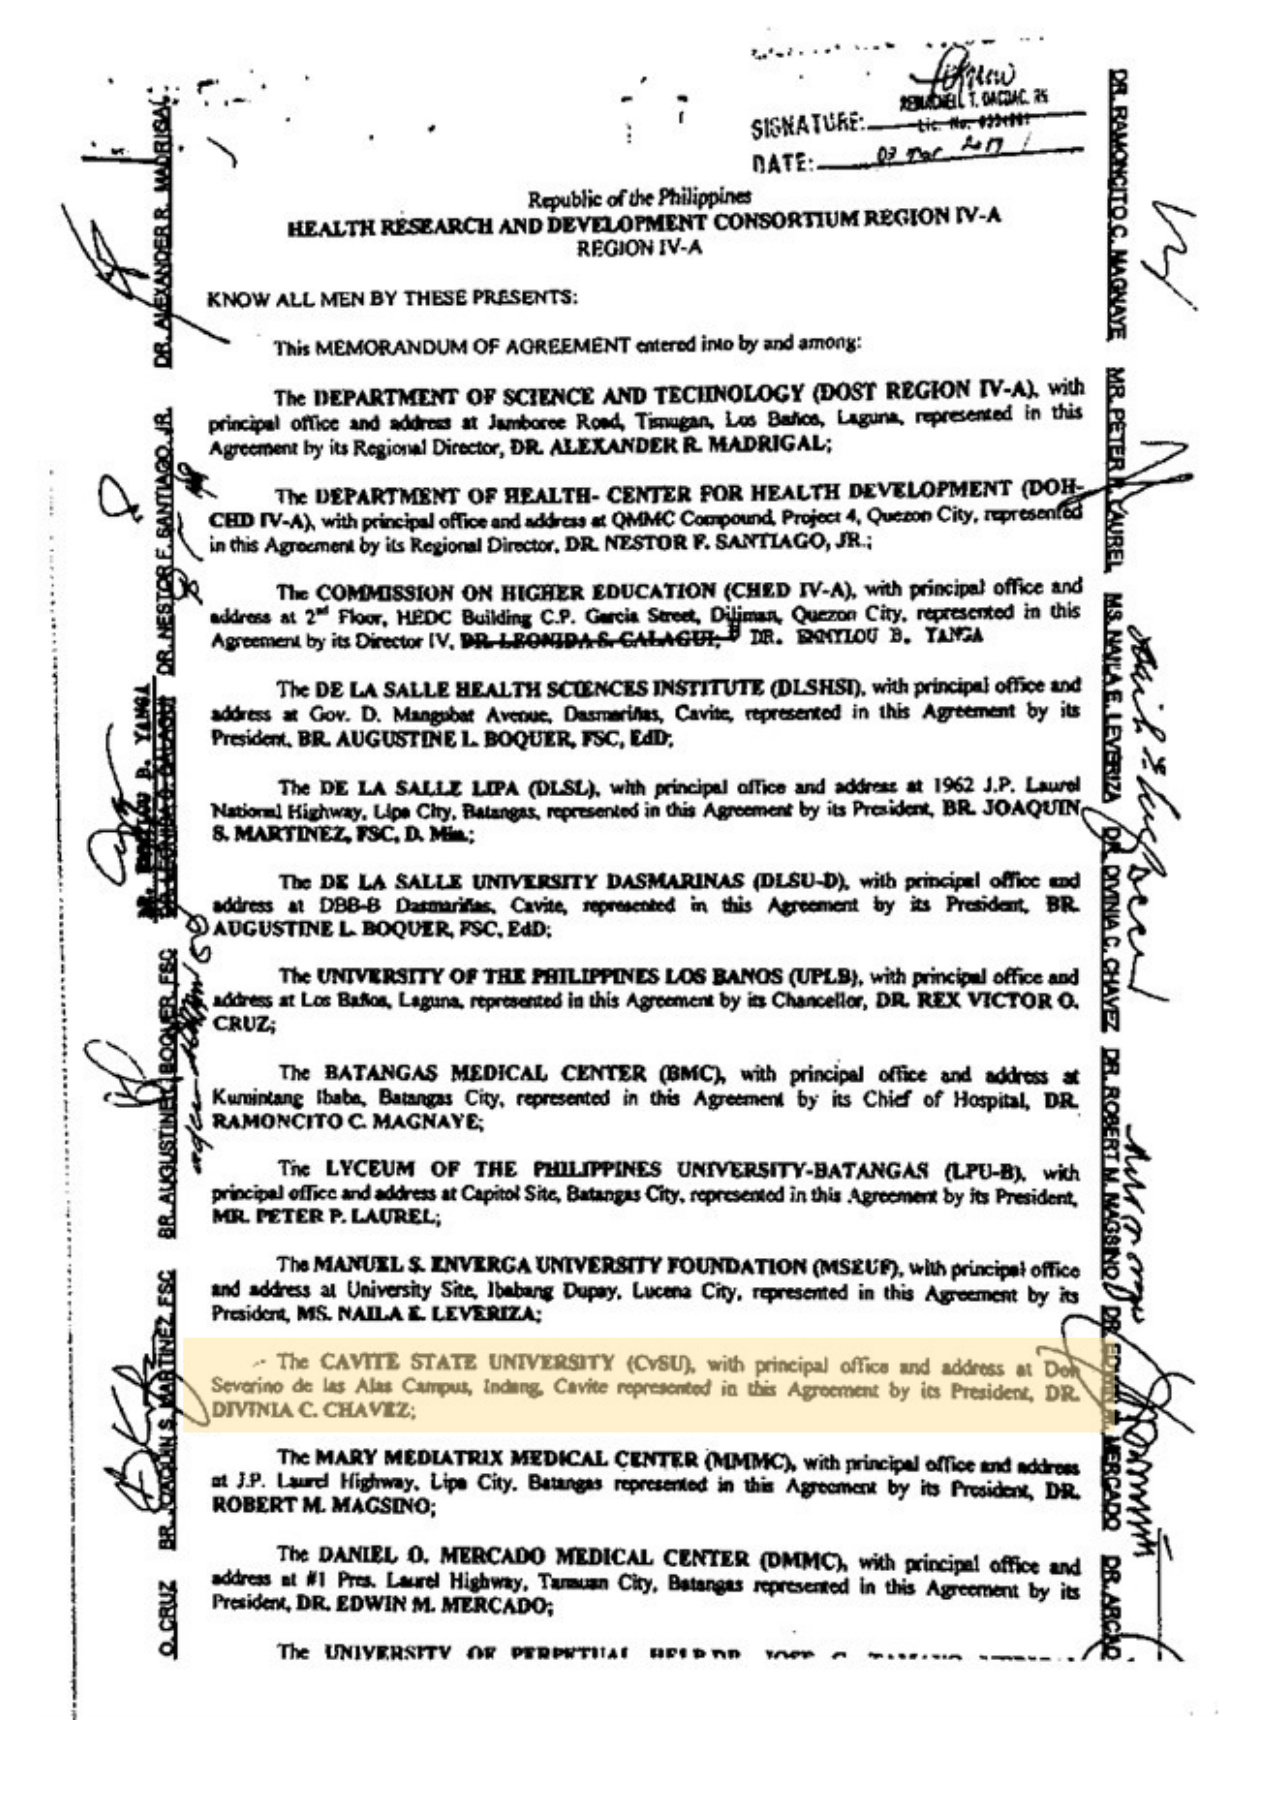 SIGNATURE:
T. DAGDAC, RN
Lic. No.
DATE: 03 2017
Republic of the Philippines
HEALTH RESEARCH AND DEVELOPMENT CONSORTIUM REGION IV-A
REGION IV-A
KNOW ALL MEN BY THESE PRESENTS:
This MEMORANDUM OF AGREEMENT entered into by and among:
The DEPARTMENT OF SCIENCE AND TECHNOLOGY (DOST REGION IV-A), with
principal office and address at Jamboree Road, Timugan, Los Baños, Laguna, represented in this
Agreement by its Regional Director, DR. ALEXANDER R. MADRIGAL;
The DEPARTMENT OF HEALTH- CENTER FOR HEALTH DEVELOPMENT (DOH-
CHD IV-A), with principal office and address at QMMC Compound, Project 4, Quezon City, represented
in this Agreement by its Regional Director, DR. NESTOR F. SANTIAGO, JR.;
The COMMISSION ON HIGHER EDUCATION (CHED IV-A), with principal office and
address at 2nd Floor, HEDC Building C.P. Garcia Street, Diliman, Quezon City, represented in this
Agreement by its Director IV, DR. LEONIDA S. CALAGUI, DR. EMMYLOU B. YANGA
The DE LA SALLE HEALTH SCIENCES INSTITUTE (DLSHSI), with principal office and
address at Gov. D. Mangubat Avenue, Dasmariñas, Cavite, represented in this Agreement by its
President, BR. AUGUSTINE L. BOQUER, FSC, EdD;
The DE LA SALLE LIPA (DLSL), with principal office and address at 1962 J.P. Laurel
National Highway, Lipa City, Batangas, represented in this Agreement by its President, BR. JOAQUIN
S. MARTINEZ, FSC, D. Min.;
The DE LA SALLE UNIVERSITY DASMARINAS (DLSU-D), with principal office and
address at DBB-B Dasmariñas, Cavite, represented in this Agreement by its President, BR.
AUGUSTINE L. BOQUER, FSC, EdD;
The UNIVERSITY OF THE PHILIPPINES LOS BANOS (UPLB), with principal office and
address at Los Baños, Laguna, represented in this Agreement by its Chancellor, DR. REX VICTOR O.
CRUZ;
The BATANGAS MEDICAL CENTER (BMC), with principal office and address at
Kumintang Ibaba, Batangas City, represented in this Agreement by its Chief of Hospital, DR.
RAMONCITO C. MAGNAYE;
The LYCEUM OF THE PHILIPPINES UNIVERSITY-BATANGAS (LPU-B), with
principal office and address at Capitol Site, Batangas City, represented in this Agreement by its President,
MR. PETER P. LAUREL;
The MANUEL S. ENVERGA UNIVERSITY FOUNDATION (MSEUF), with principal office
and address at University Site, Ibabang Dupay, Lucena City, represented in this Agreement by its
President, MS. NAILA E. LEVERIZA;
The CAVITE STATE UNIVERSITY (CvSU), with principal office and address at Don
Severino de las Alas Campus, Indang, Cavite represented in this Agreement by its President, DR.
DIVINIA C. CHAVEZ;
The MARY MEDIATRIX MEDICAL CENTER (MMMC), with principal office and address
at J.P. Laurel Highway, Lipa City, Batangas represented in this Agreement by its President, DR.
ROBERT M. MAGSINO;
The DANIEL O. MERCADO MEDICAL CENTER (DMMC), with principal office and
address at #1 Pres. Laurel Highway, Tanauan City, Batangas represented in this Agreement by its
President, DR. EDWIN M. MERCADO;
The UNIVERSITY OF PERPETUAL HELP DR. JOSE G. TAMAYO
O. CRUZ BR. JOAQUIN S. MARTINEZ, FSC BR. AUGUSTINE L. BOQUER, FSC DR. LEONIDA S. CALAGUI DR. NESTOR F. SANTIAGO, JR. DR. ALEXANDER R. MADRIGAL
DR. EMMYLOU B. YANGA
DR. RAMONCITO C. MAGNAYE MR. PETER P. LAUREL MS. NAILA E. LEVERIZA DR. DIVINIA C. CHAVEZ DR. ROBERT M. MAGSINO DR. EDWIN M. MERCADO DR. ARCAD